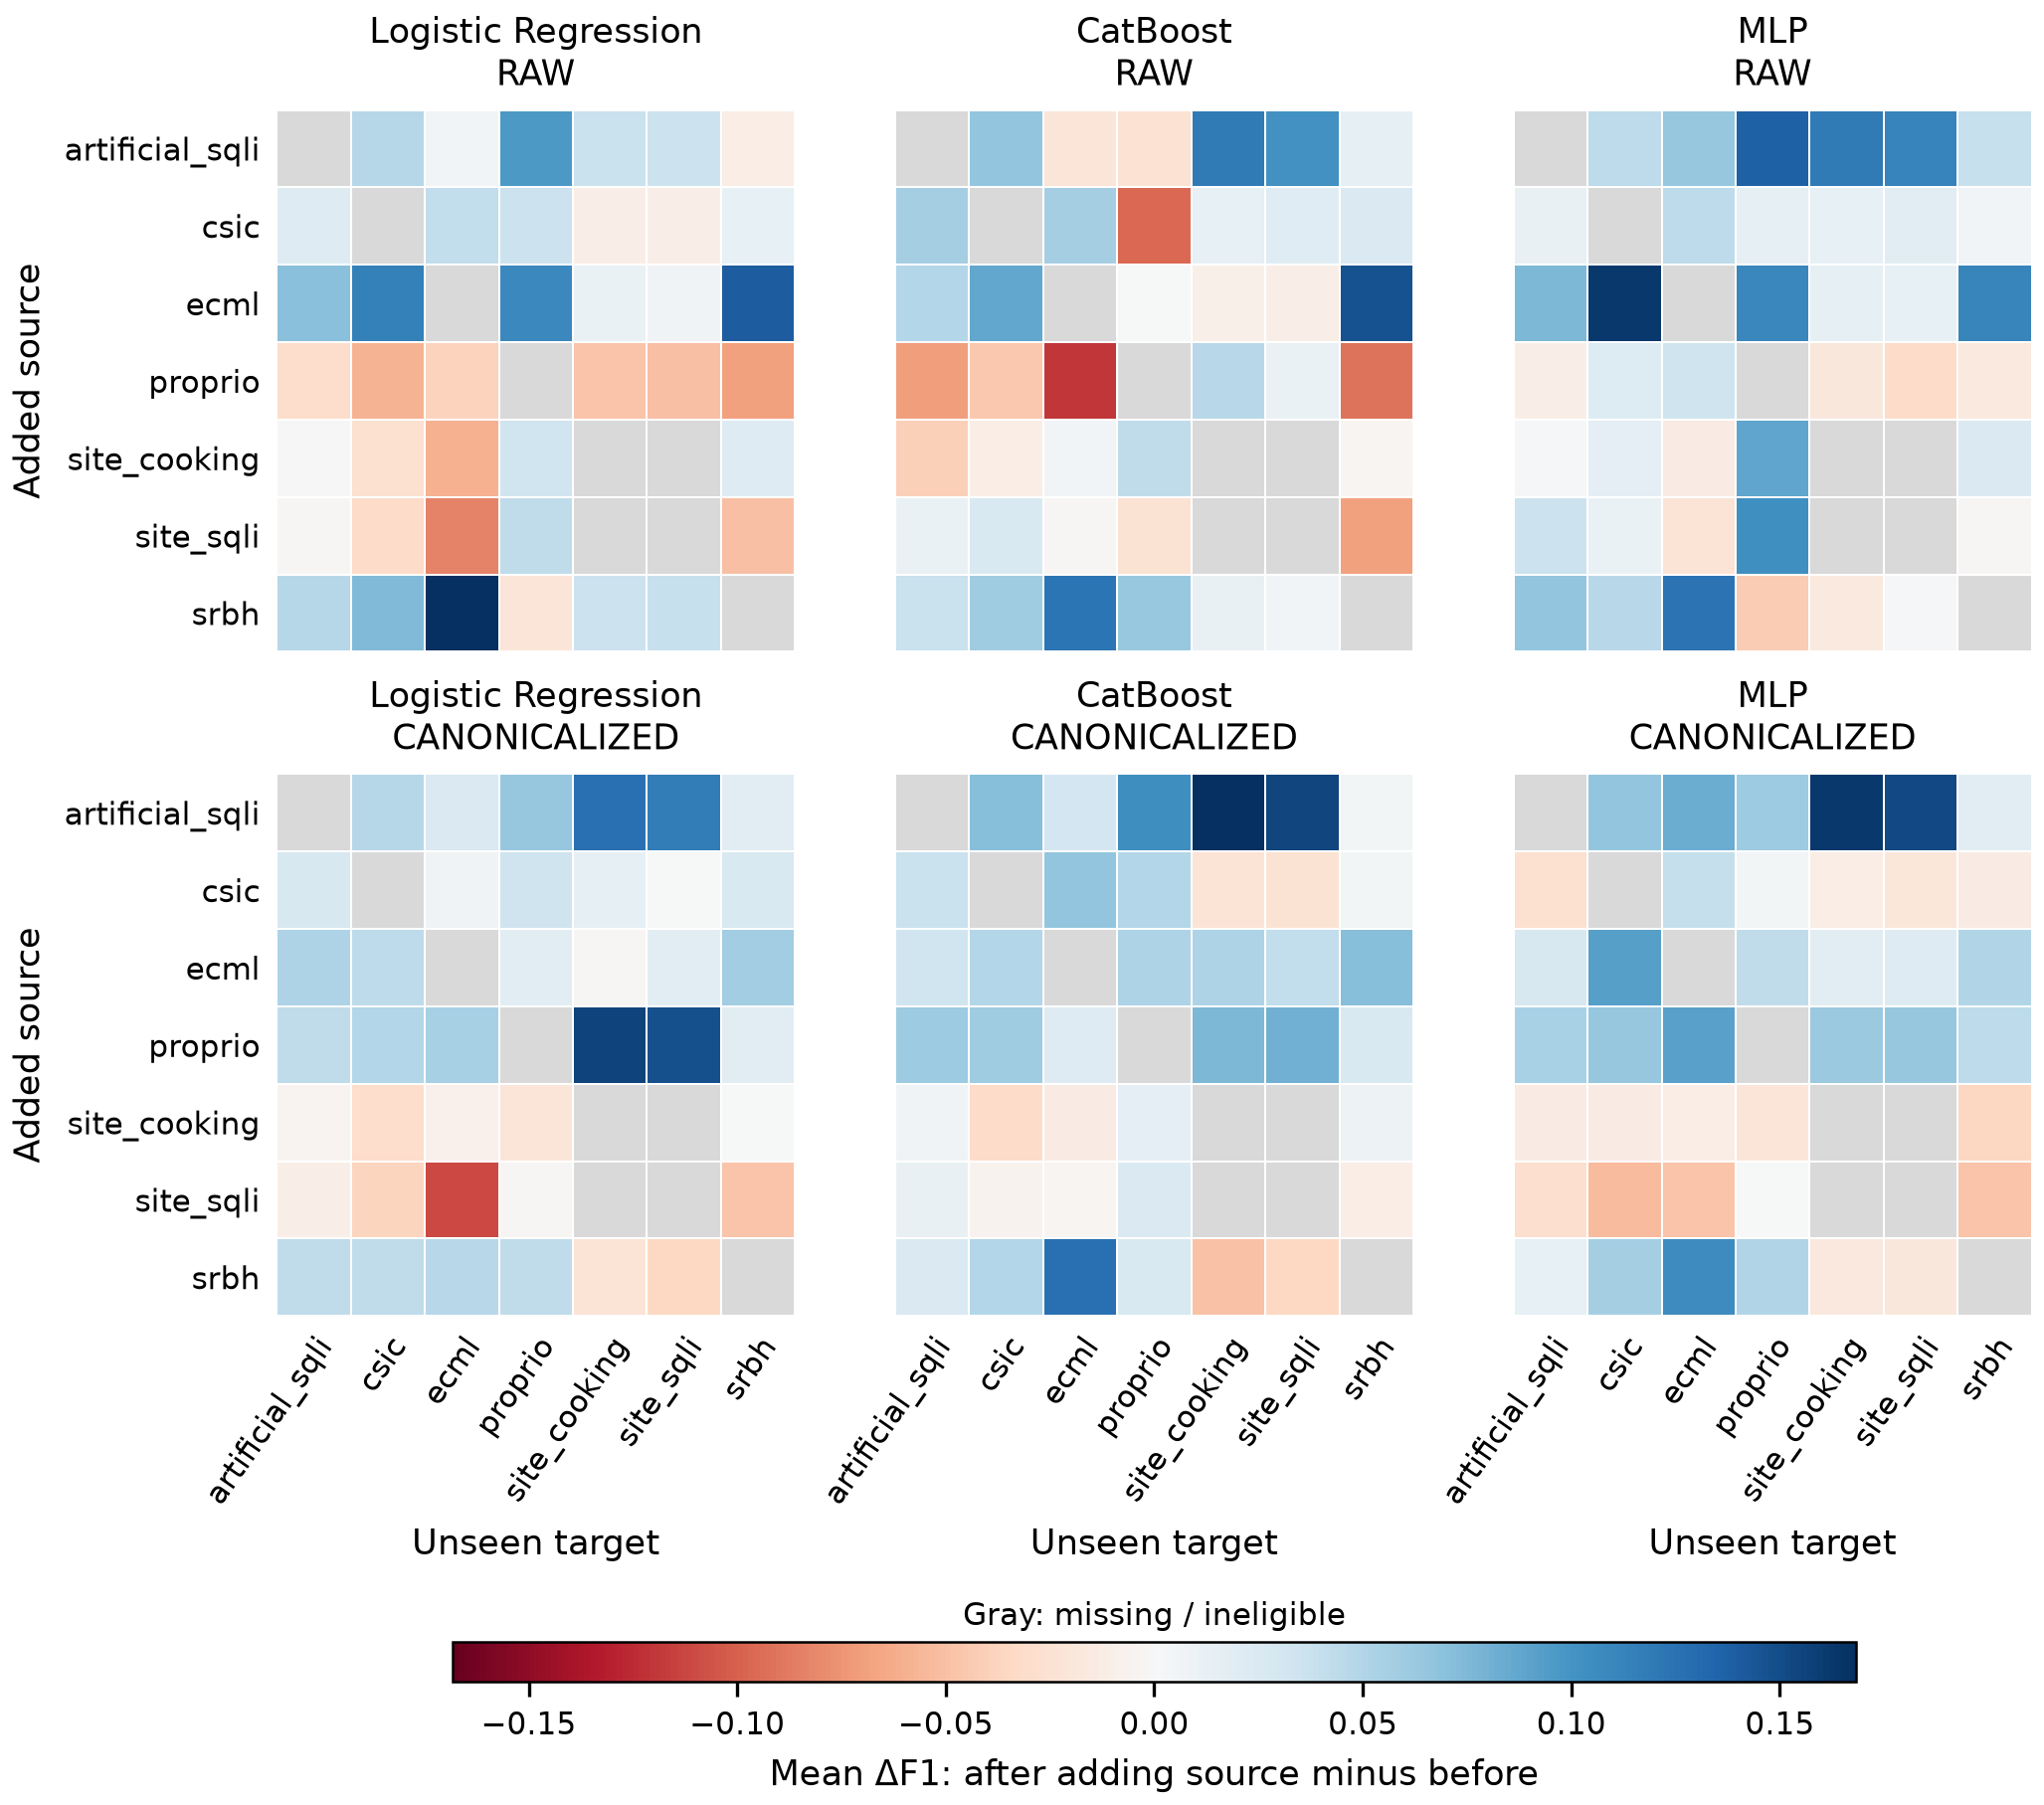 Logistic Regression
RAW
CatBoost
RAW
MLP
RAW
Added source
artificial_sqli
csic
ecml
proprio
site_cooking
site_sqli
srbh
Logistic Regression
CANONICALIZED
CatBoost
CANONICALIZED
MLP
CANONICALIZED
Added source
artificial_sqli
csic
ecml
proprio
site_cooking
site_sqli
srbh
artificial_sqli
csic
ecml
proprio
site_cooking
site_sqli
srbh
artificial_sqli
csic
ecml
proprio
site_cooking
site_sqli
srbh
artificial_sqli
csic
ecml
proprio
site_cooking
site_sqli
srbh
Unseen target
Unseen target
Unseen target
Gray: missing / ineligible
−0.15
−0.10
−0.05
0.00
0.05
0.10
0.15
Mean ΔF1: after adding source minus before